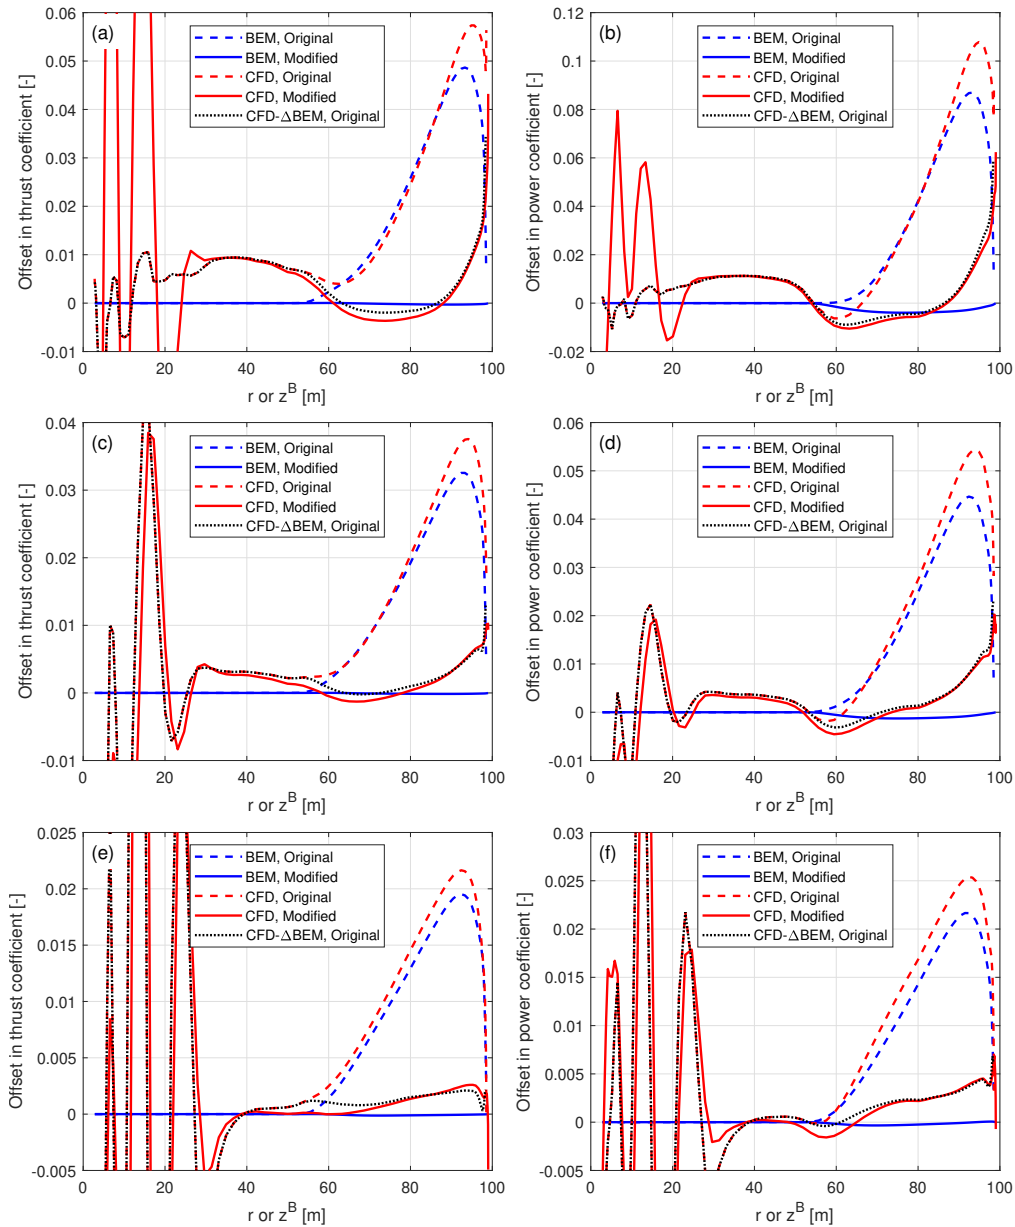 (a)
BEM, Original
BEM, Modified
CFD, Original
CFD, Modified
CFD-ΔBEM, Original
Offset in thrust coefficient [-]
0.06
0.05
0.04
0.03
0.02
0.01
0
-0.01
0 20 40 60 80 100
r or z^B [m]
(b)
BEM, Original
BEM, Modified
CFD, Original
CFD, Modified
CFD-ΔBEM, Original
Offset in power coefficient [-]
0.12
0.1
0.08
0.06
0.04
0.02
0
-0.02
0 20 40 60 80 100
r or z^B [m]
(c)
BEM, Original
BEM, Modified
CFD, Original
CFD, Modified
CFD-ΔBEM, Original
Offset in thrust coefficient [-]
0.04
0.03
0.02
0.01
0
-0.01
0 20 40 60 80 100
r or z^B [m]
(d)
BEM, Original
BEM, Modified
CFD, Original
CFD, Modified
CFD-ΔBEM, Original
Offset in power coefficient [-]
0.06
0.05
0.04
0.03
0.02
0.01
0
-0.01
0 20 40 60 80 100
r or z^B [m]
(e)
BEM, Original
BEM, Modified
CFD, Original
CFD, Modified
CFD-ΔBEM, Original
Offset in thrust coefficient [-]
0.025
0.02
0.015
0.01
0.005
0
-0.005
0 20 40 60 80 100
r or z^B [m]
(f)
BEM, Original
BEM, Modified
CFD, Original
CFD, Modified
CFD-ΔBEM, Original
Offset in power coefficient [-]
0.03
0.025
0.02
0.015
0.01
0.005
0
-0.005
0 20 40 60 80 100
r or z^B [m]